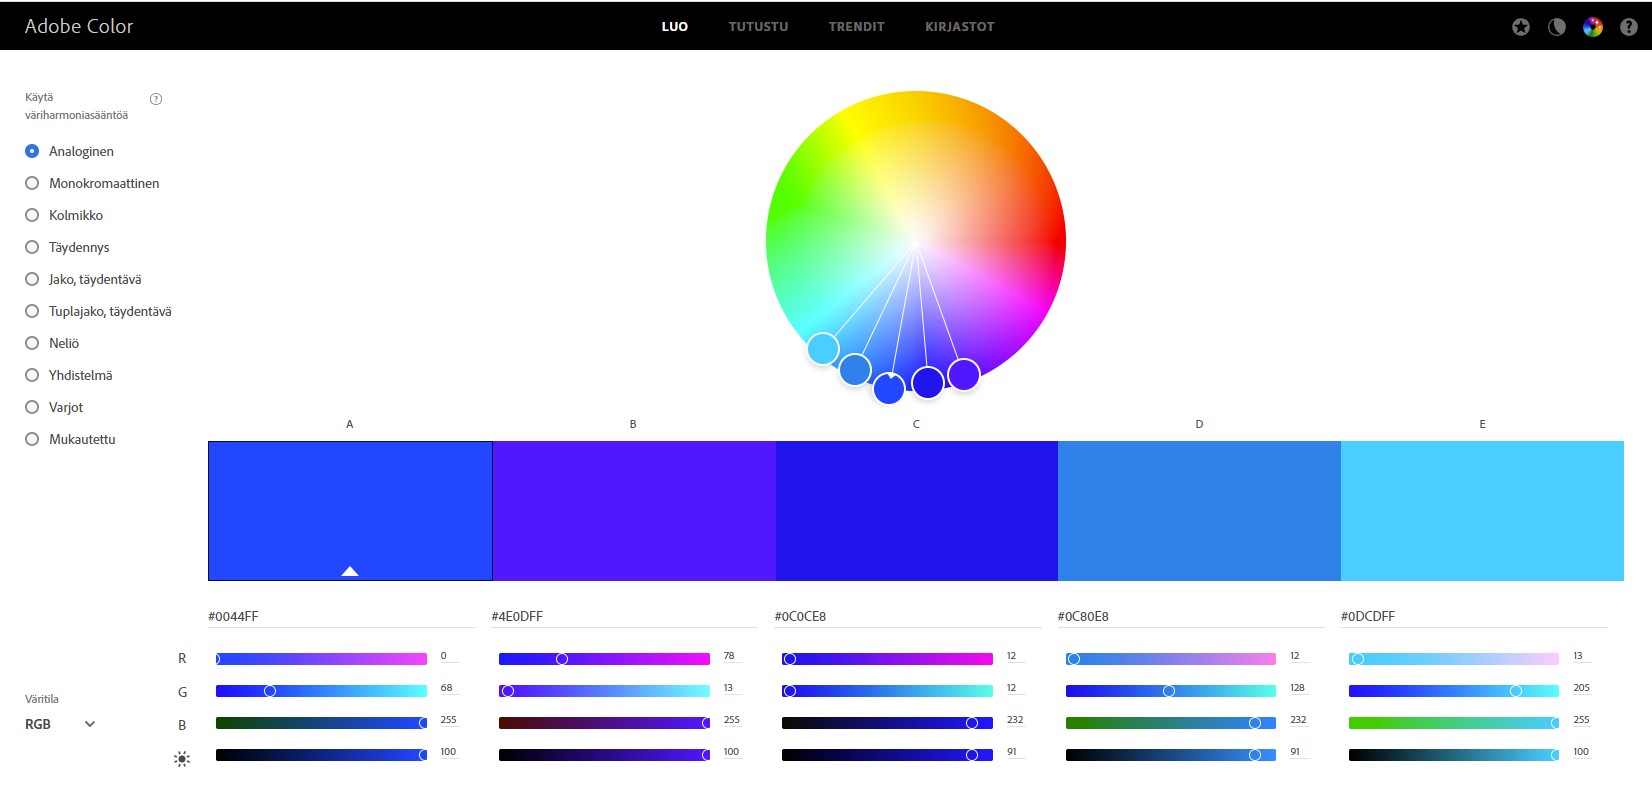 Adobe Color
LUO TUTUSTU TRENDIT KIRJASTOT
?
Käytä
väriharmoniasääntöä
?
Analoginen
Monokromaattinen
Kolmikko
Täydennys
Jako, täydentävä
Tuplajako, täydentävä
Neliö
Yhdistelmä
Varjot
Mukautettu
A B C D E
#0044FF #4E0DFF #0C0CE8 #0C80E8 #0DCDFF
R 0 78 12 12 13
G 68 13 12 128 205
B 255 255 232 232 255
100 100 91 91 100
Väritila
RGB